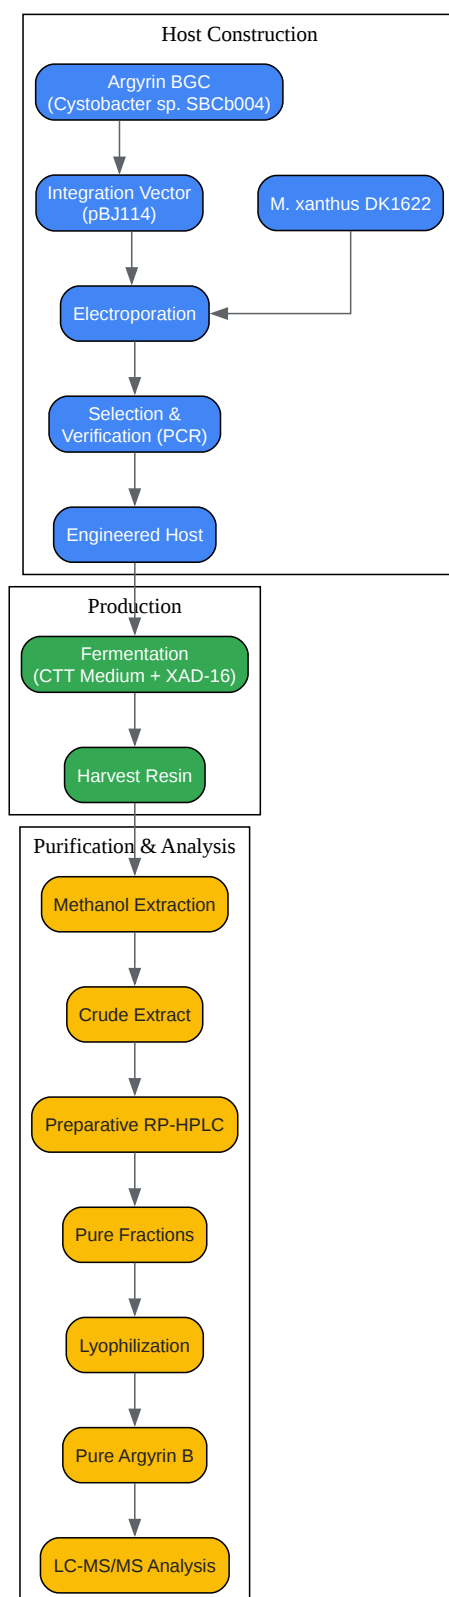 Host Construction
Argyrin BGC
(Cystobacter sp. SBCb004)
Integration Vector
(pBJ114)
M. xanthus DK1622
Electroporation
Selection &
Verification (PCR)
Engineered Host
Production
Fermentation
(CTT Medium + XAD-16)
Harvest Resin
Purification & Analysis
Methanol Extraction
Crude Extract
Preparative RP-HPLC
Pure Fractions
Lyophilization
Pure Argyrin B
LC-MS/MS Analysis